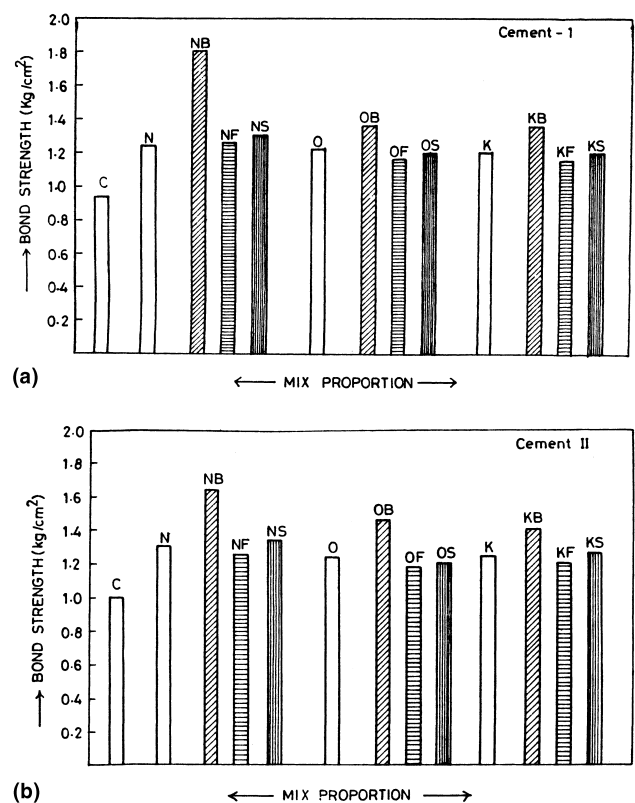 2·0
Cement - 1
1·8
1·6
1·4
1·2
1·0
0·8
0·6
0·4
0·2
BOND STRENGTH (Kg/cm²)
C
N
NB
NF
NS
O
OB
OF
OS
K
KB
KF
KS
(a)
← MIX PROPORTION →
2·0
Cement II
1·8
1·6
1·4
1·2
1·0
0·8
0·6
0·4
0·2
BOND STRENGTH (kg/cm²)
C
N
NB
NF
NS
O
OB
OF
OS
K
KB
KF
KS
(b)
← MIX PROPORTION →